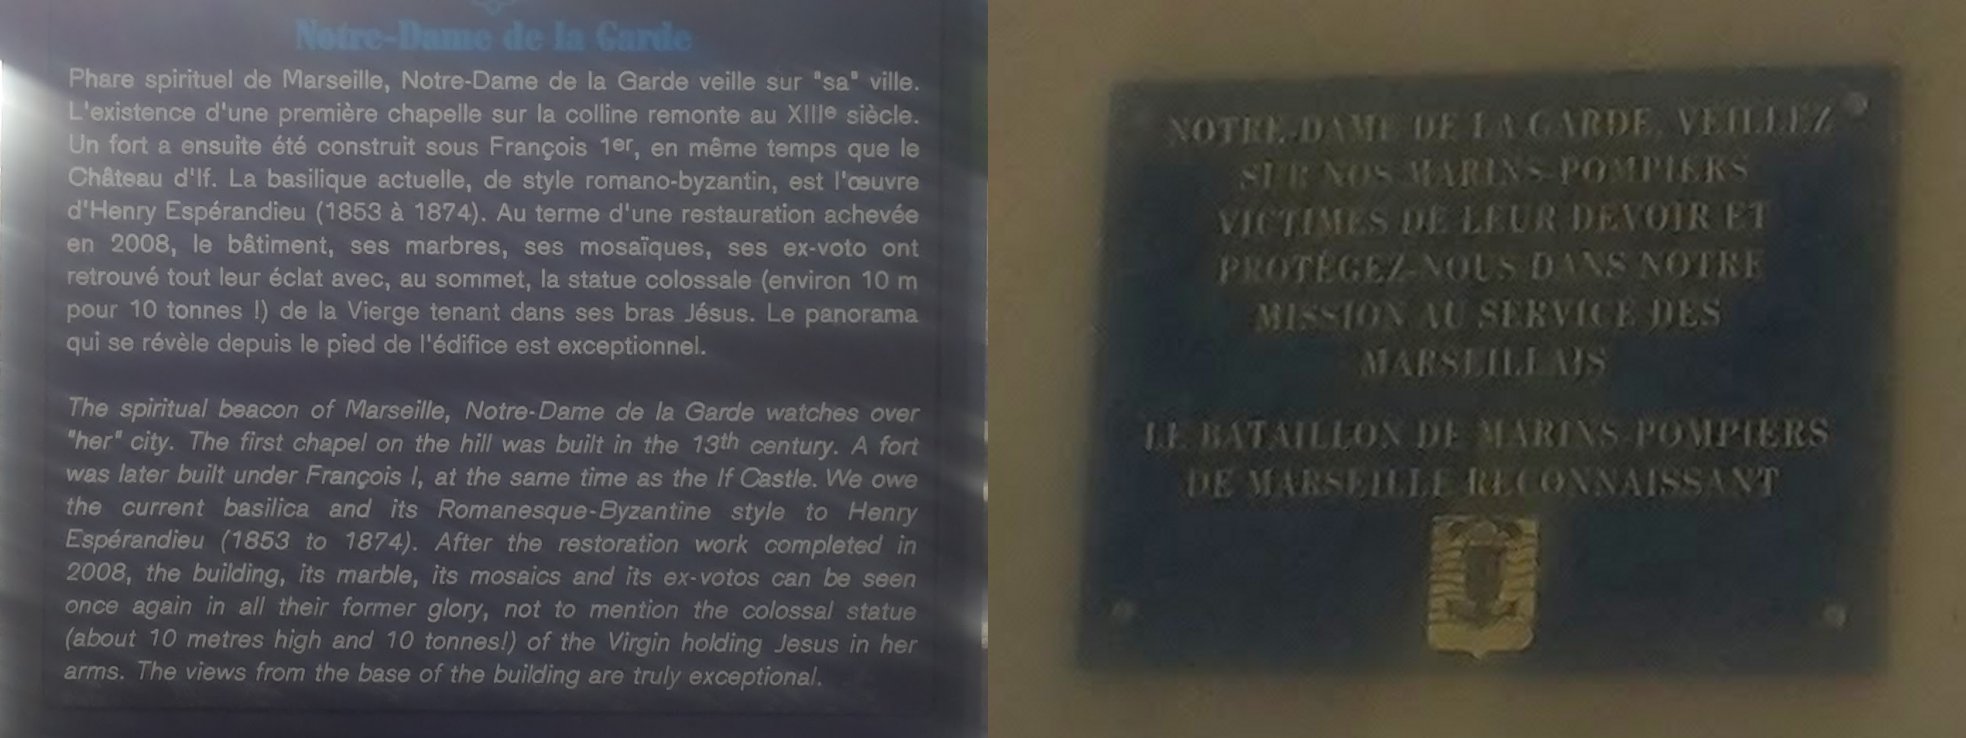 Notre-Dame de la Garde
Phare spirituel de Marseille, Notre-Dame de la Garde veille sur "sa" ville.
L'existence d'une première chapelle sur la colline remonte au XIIIe siècle.
Un fort a ensuite été construit sous François 1er, en même temps que le
Château d'If. La basilique actuelle, de style romano-byzantin, est l'œuvre
d'Henry Espérandieu (1853 à 1874). Au terme d'une restauration achevée
en 2008, le bâtiment, ses marbres, ses mosaïques, ses ex-voto ont
retrouvé tout leur éclat avec, au sommet, la statue colossale (environ 10 m
pour 10 tonnes !) de la Vierge tenant dans ses bras Jésus. Le panorama
qui se révèle depuis le pied de l'édifice est exceptionnel.
The spiritual beacon of Marseille, Notre-Dame de la Garde watches over
"her" city. The first chapel on the hill was built in the 13th century. A fort
was later built under François I, at the same time as the If Castle. We owe
the current basilica and its Romanesque-Byzantine style to Henry
Espérandieu (1853 to 1874). After the restoration work completed in
2008, the building, its marble, its mosaics and its ex-votos can be seen
once again in all their former glory, not to mention the colossal statue
(about 10 metres high and 10 tonnes!) of the Virgin holding Jesus in her
arms. The views from the base of the building are truly exceptional.
NOTRE-DAME DE LA GARDE, VEILLEZ
SUR NOS MARINS-POMPIERS
VICTIMES DE LEUR DEVOIR ET
PROTÉGEZ-NOUS DANS NOTRE
MISSION AU SERVICE DES
MARSEILLAIS
LE BATAILLON DE MARINS-POMPIERS
DE MARSEILLE RECONNAISSANT